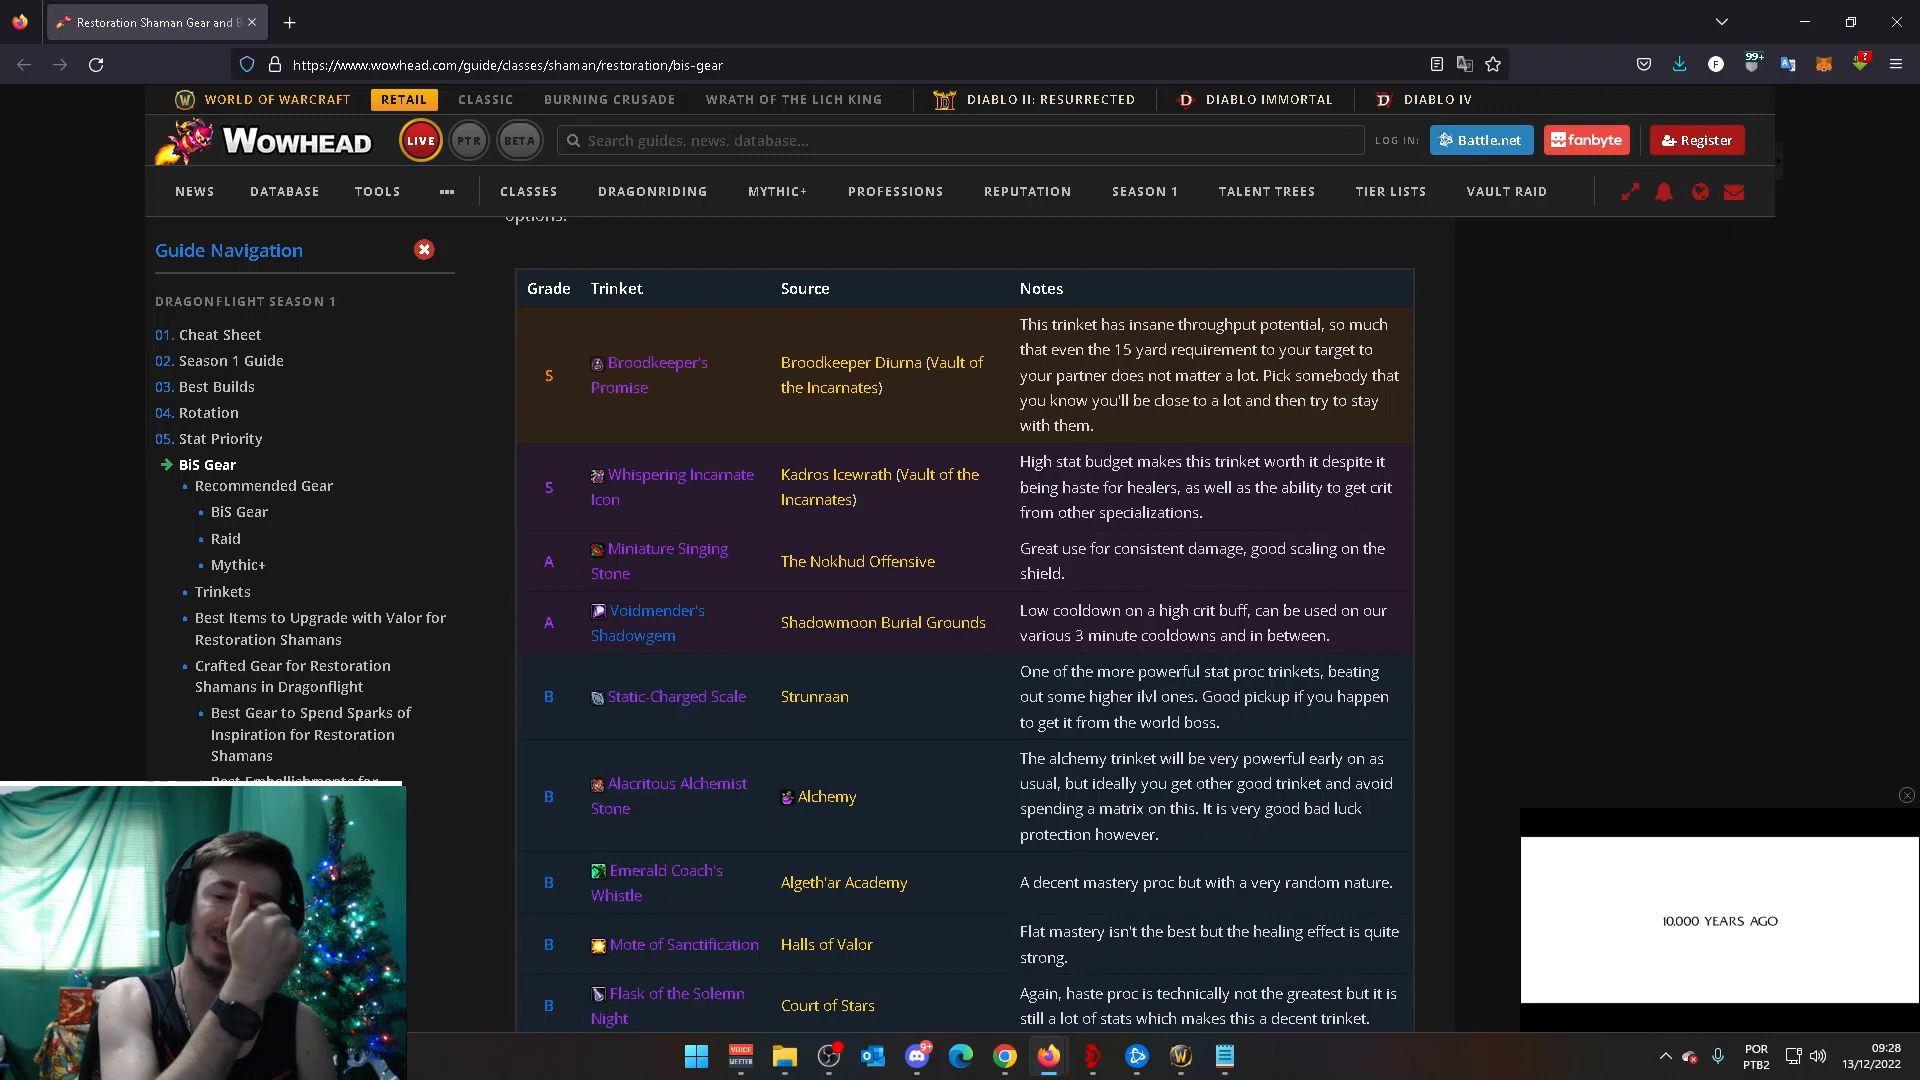 Restoration Shaman Gear and B
https://www.wowhead.com/guide/classes/shaman/restoration/bis-gear
99+
WORLD OF WARCRAFT
RETAIL
CLASSIC
BURNING CRUSADE
WRATH OF THE LICH KING
DIABLO II: RESURRECTED
DIABLO IMMORTAL
DIABLO IV
WOWHEAD
LIVE
PTR
BETA
Search guides, news, database...
LOG IN:
Battle.net
fanbyte
Register
NEWS
DATABASE
TOOLS
CLASSES
DRAGONRIDING
MYTHIC+
PROFESSIONS
REPUTATION
SEASON 1
TALENT TREES
TIER LISTS
VAULT RAID
options.
Guide Navigation
DRAGONFLIGHT SEASON 1
01. Cheat Sheet
02. Season 1 Guide
03. Best Builds
04. Rotation
05. Stat Priority
BiS Gear
Recommended Gear
BiS Gear
Raid
Mythic+
Trinkets
Best Items to Upgrade with Valor for
Restoration Shamans
Crafted Gear for Restoration
Shamans in Dragonflight
Best Gear to Spend Sparks of
Inspiration for Restoration
Shamans
Best Embellishments for
Grade Trinket Source Notes
S
Broodkeeper's
Promise
Broodkeeper Diurna (Vault of
the Incarnates)
This trinket has insane throughput potential, so much
that even the 15 yard requirement to your target to
your partner does not matter a lot. Pick somebody that
you know you'll be close to a lot and then try to stay
with them.
S
Whispering Incarnate
Icon
Kadros Icewrath (Vault of the
Incarnates)
High stat budget makes this trinket worth it despite it
being haste for healers, as well as the ability to get crit
from other specializations.
A
Miniature Singing
Stone
The Nokhud Offensive
Great use for consistent damage, good scaling on the
shield.
A
Voidmender's
Shadowgem
Shadowmoon Burial Grounds
Low cooldown on a high crit buff, can be used on our
various 3 minute cooldowns and in between.
B
Static-Charged Scale
Strunraan
One of the more powerful stat proc trinkets, beating
out some higher ilvl ones. Good pickup if you happen
to get it from the world boss.
B
Alacritous Alchemist
Stone
Alchemy
The alchemy trinket will be very powerful early on as
usual, but ideally you get other good trinket and avoid
spending a matrix on this. It is very good bad luck
protection however.
B
Emerald Coach's
Whistle
Algeth'ar Academy
A decent mastery proc but with a very random nature.
B
Mote of Sanctification
Halls of Valor
Flat mastery isn't the best but the healing effect is quite
strong.
B
Flask of the Solemn
Night
Court of Stars
Again, haste proc is technically not the greatest but it is
still a lot of stats which makes this a decent trinket.
10,000 YEARS AGO
VOICE
MEETER
9+
POR
PTB2
09:28
13/12/2022